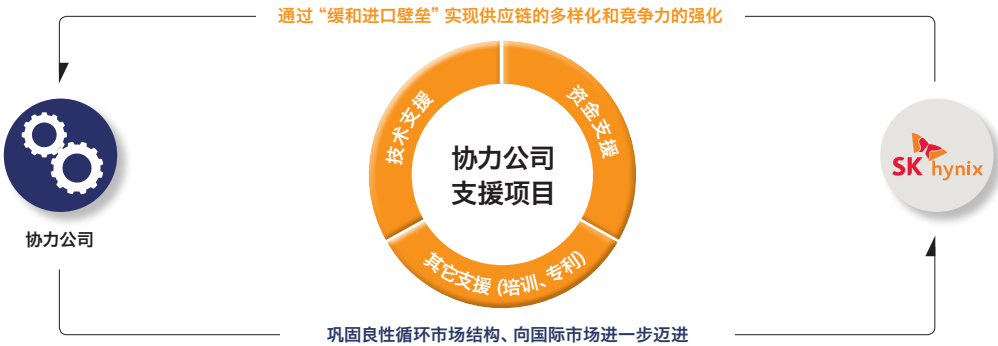 通过“缓和进口壁垒”实现供应链的多样化和竞争力的强化
技术支援
资金支援
协力公司
支援项目
其它支援 (培训、专利)
协力公司
SK hynix
巩固良性循环市场结构、向国际市场进一步迈进